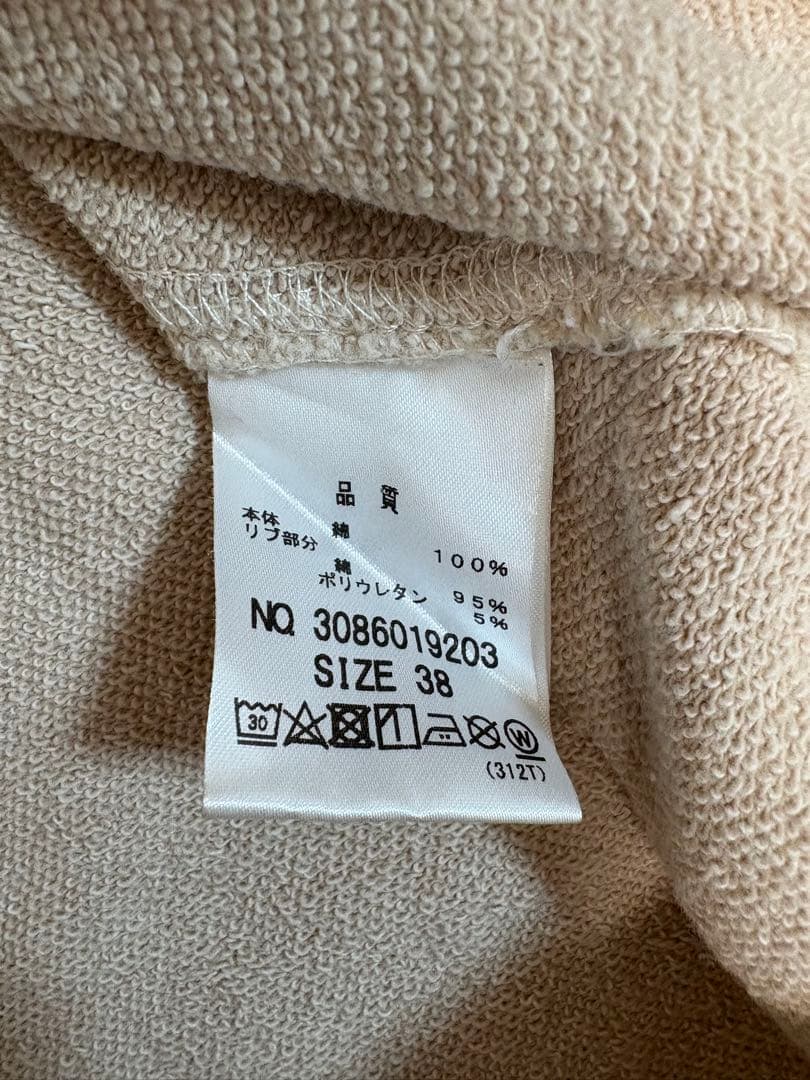 品質
本体 綿 100%
リブ部分 綿 95%
ポリウレタン 5%
NO. 3086019203
SIZE 38
30 W
(312T)